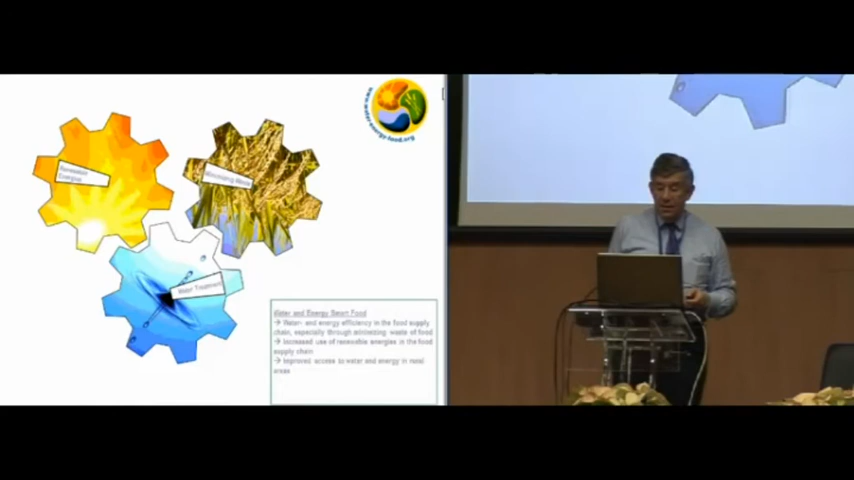 www.water-energy-food.org
Renewable
Energies
Minimizing Waste
Water Treatment
Water and Energy Smart Food
→ Water- and energy efficiency in the food supply
chain, especially through minimizing waste of food
→ Increased use of renewable energies in the food
supply chain
→ Improved access to water and energy in rural
areas